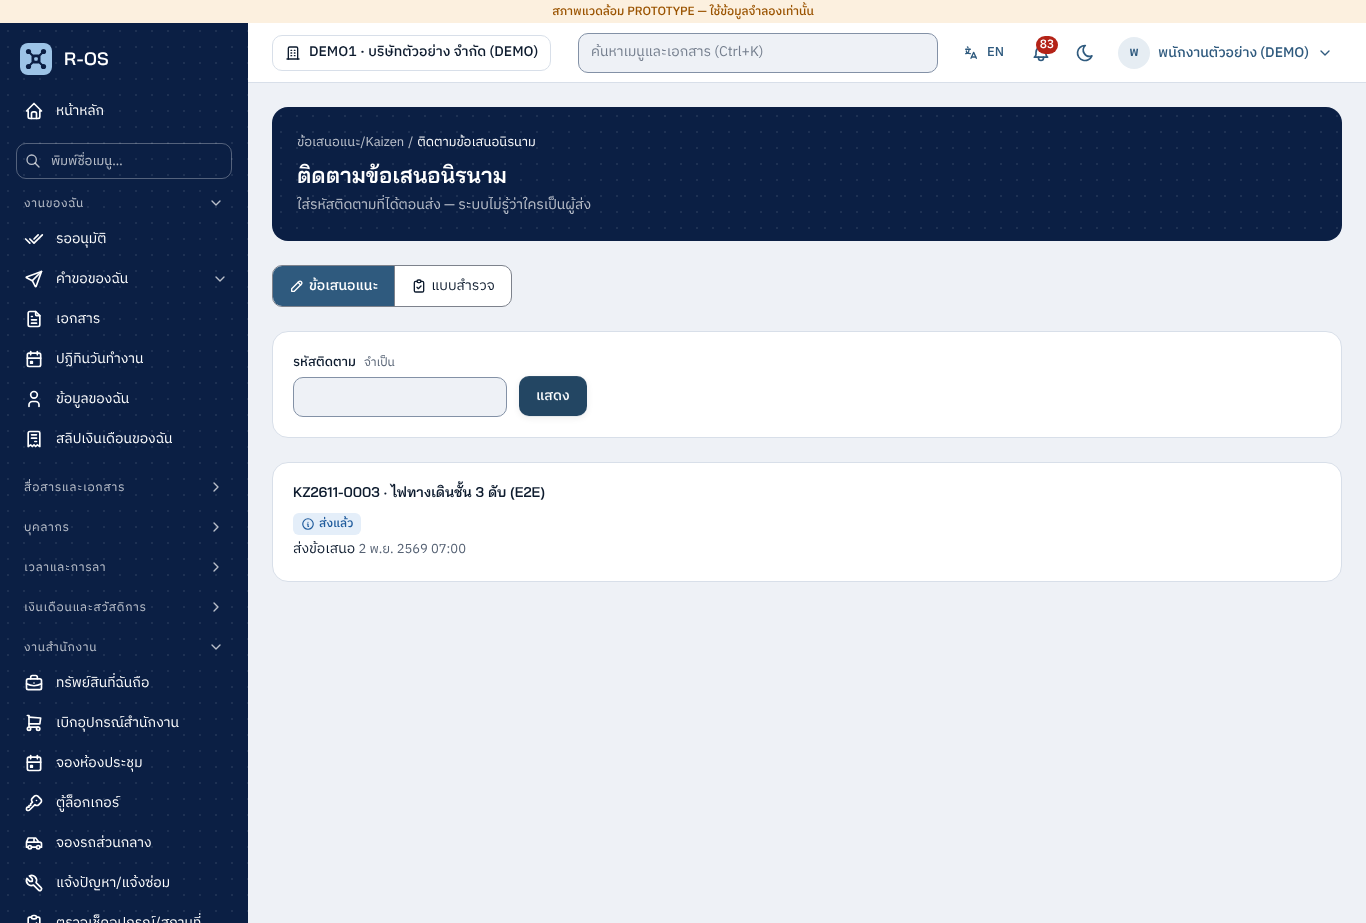 สภาพแวดล้อม PROTOTYPE — ใช้ข้อมูลจำลองเท่านั้น
R-OS
หน้าหลัก
พิมพ์ชื่อเมนู...
งานของฉัน
รออนุมัติ
คำขอของฉัน
เอกสาร
ปฏิทินวันทำงาน
ข้อมูลของฉัน
สลิปเงินเดือนของฉัน
สื่อสารและเอกสาร
บุคลากร
เวลาและการลา
เงินเดือนและสวัสดิการ
งานสำนักงาน
ทรัพย์สินที่ฉันถือ
เบิกอุปกรณ์สำนักงาน
จองห้องประชุม
ตู้ล็อกเกอร์
จองรถส่วนกลาง
แจ้งปัญหา/แจ้งซ่อม
ตรวจเช็คอุปกรณ์/สถานที่
DEMO1 · บริษัทตัวอย่าง จำกัด (DEMO)
ค้นหาเมนูและเอกสาร (Ctrl+K)
EN
83
พ
พนักงานตัวอย่าง (DEMO)
ข้อเสนอแนะ/Kaizen / ติดตามข้อเสนอนิรนาม
ติดตามข้อเสนอนิรนาม
ใส่รหัสติดตามที่ได้ตอนส่ง — ระบบไม่รู้ว่าใครเป็นผู้ส่ง
ข้อเสนอแนะ
แบบสำรวจ
รหัสติดตาม จำเป็น
แสดง
KZ2611-0003 · ไฟทางเดินชั้น 3 ดับ (E2E)
ส่งแล้ว
ส่งข้อเสนอ 2 พ.ย. 2569 07:00